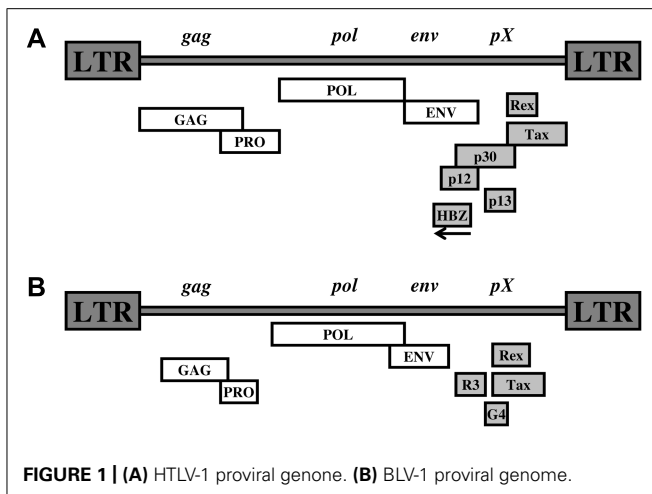 A
gag pol env pX
LTR LTR
POL
GAG ENV Rex
PRO Tax
p30
p12
p13
HBZ
B
gag pol env pX
LTR LTR
POL
ENV Rex
GAG
PRO R3 Tax
G4
FIGURE 1 | (A) HTLV-1 proviral genone. (B) BLV-1 proviral genome.